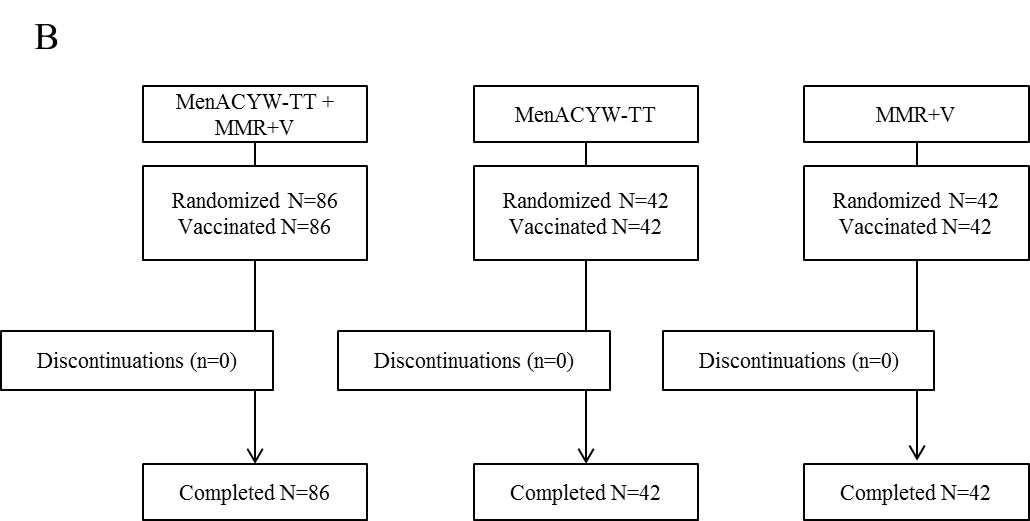 B
MenACYW-TT +
MMR+V
MenACYW-TT
MMR+V
Randomized N=86
Vaccinated N=86
Randomized N=42
Vaccinated N=42
Randomized N=42
Vaccinated N=42
Discontinuations (n=0)
Discontinuations (n=0)
Discontinuations (n=0)
Completed N=86
Completed N=42
Completed N=42